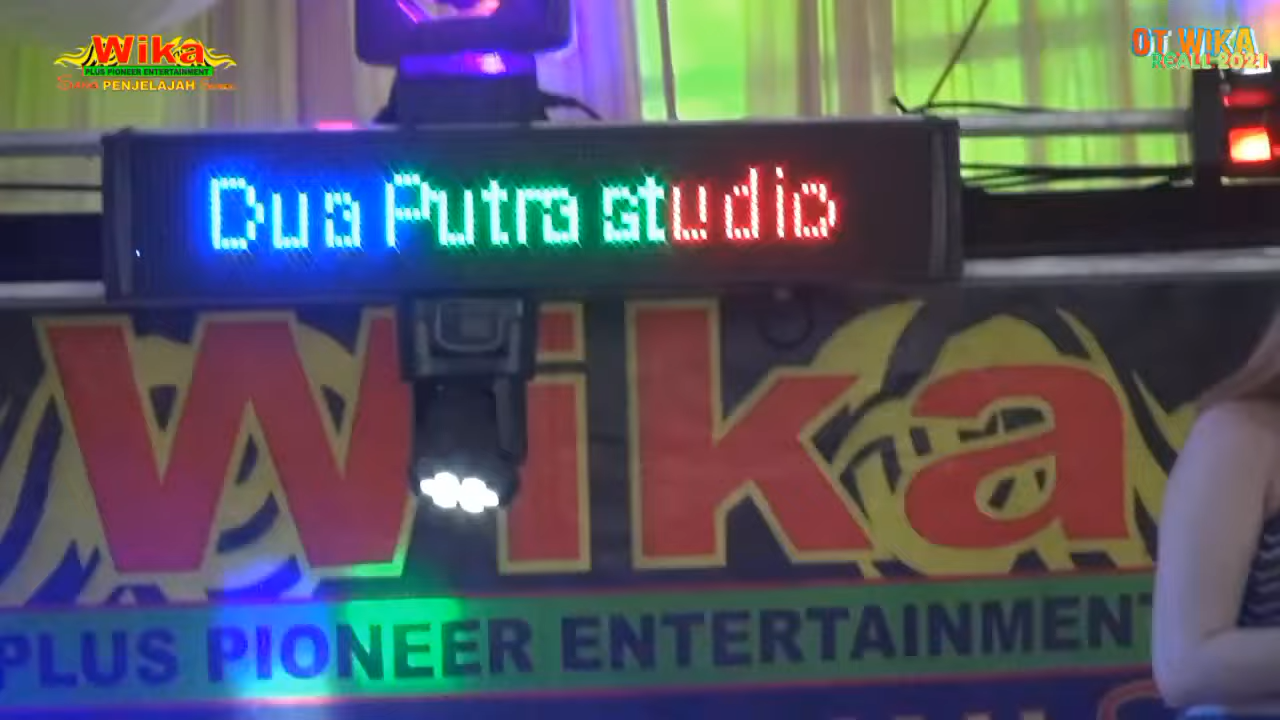 Wika
PLUS PIONEER ENTERTAINMENT
PENJELAJAH
OT WIKA
REALL 2021
Dua Putra studio
Wika
PLUS PIONEER ENTERTAINMENT